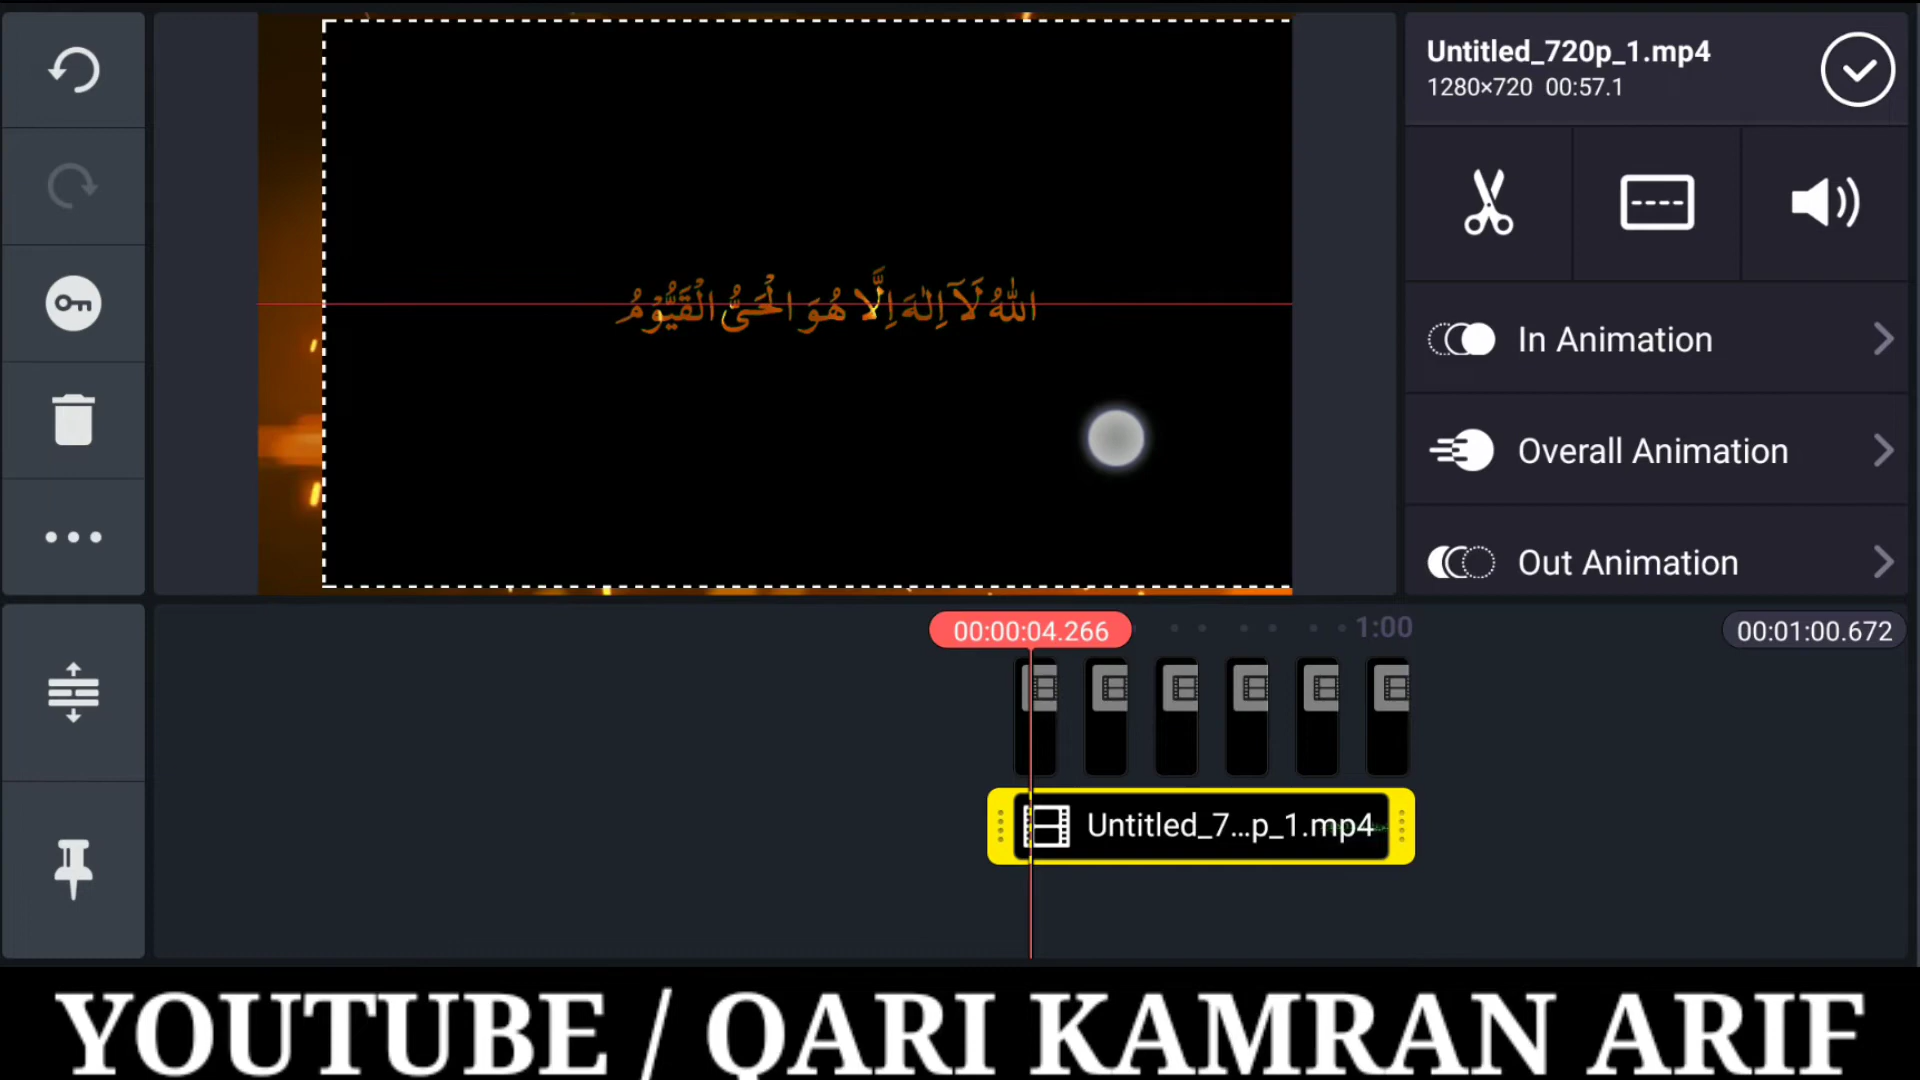 Untitled_720p_1.mp4
1280×720 00:57.1
اللّٰهُ لَآ اِلٰهَ اِلَّا هُوَ الْحَىُّ الْقَيُّوْمُ
In Animation
Overall Animation
Out Animation
00:00:04.266
1:00
00:01:00.672
Untitled_7...p_1.mp4
YOUTUBE / QARI KAMRAN ARIF